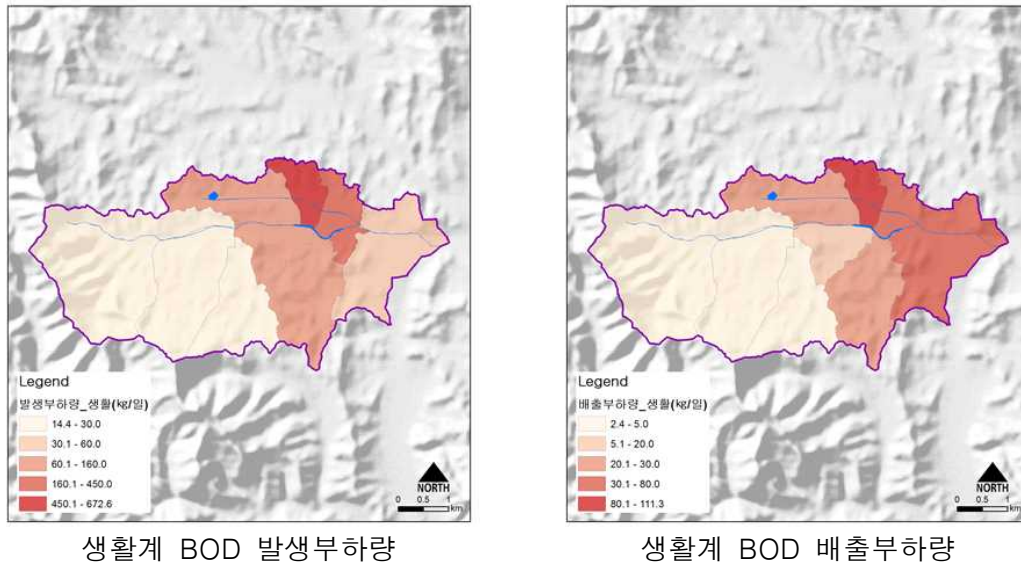 Legend
발생부하량_생활(kg/일)
14.4 - 30.0
30.1 - 60.0
60.1 - 160.0
160.1 - 450.0
450.1 - 672.6
NORTH
0 0.5 1
km
생활계 BOD 발생부하량
Legend
배출부하량_생활(kg/일)
2.4 - 5.0
5.1 - 20.0
20.1 - 30.0
30.1 - 80.0
80.1 - 111.3
NORTH
0 0.5 1
km
생활계 BOD 배출부하량